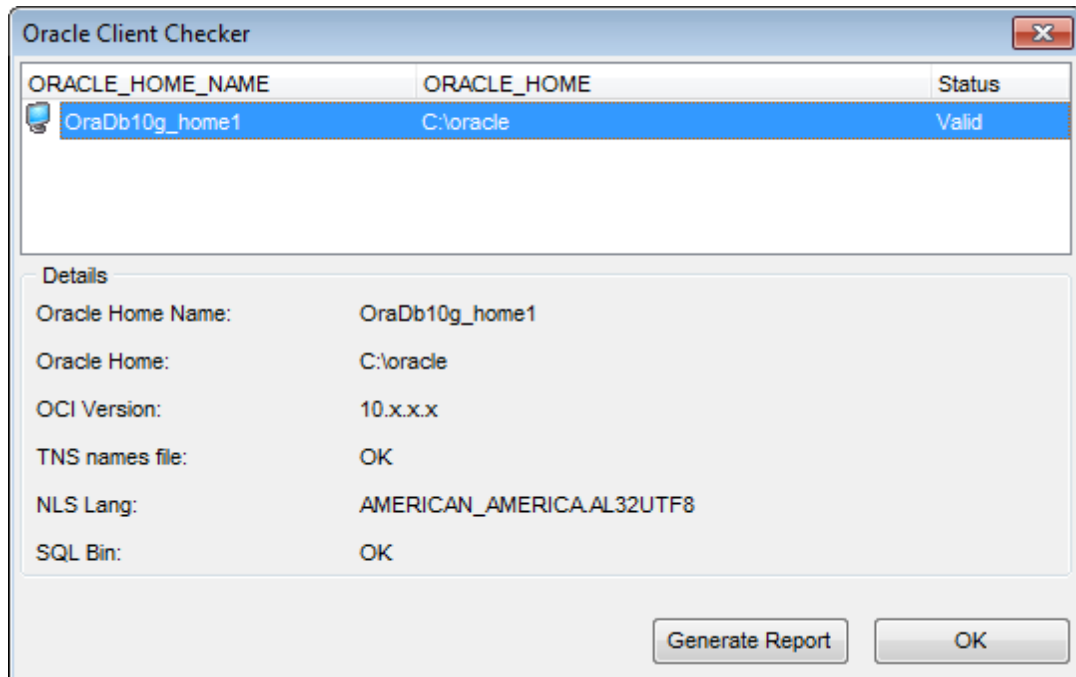 Oracle Client Checker
ORACLE_HOME_NAME ORACLE_HOME Status
OraDb10g_home1 C:\oracle Valid
Details
Oracle Home Name: OraDb10g_home1
Oracle Home: C:\oracle
OCI Version: 10.x.x.x
TNS names file: OK
NLS Lang: AMERICAN_AMERICA.AL32UTF8
SQL Bin: OK
Generate Report OK